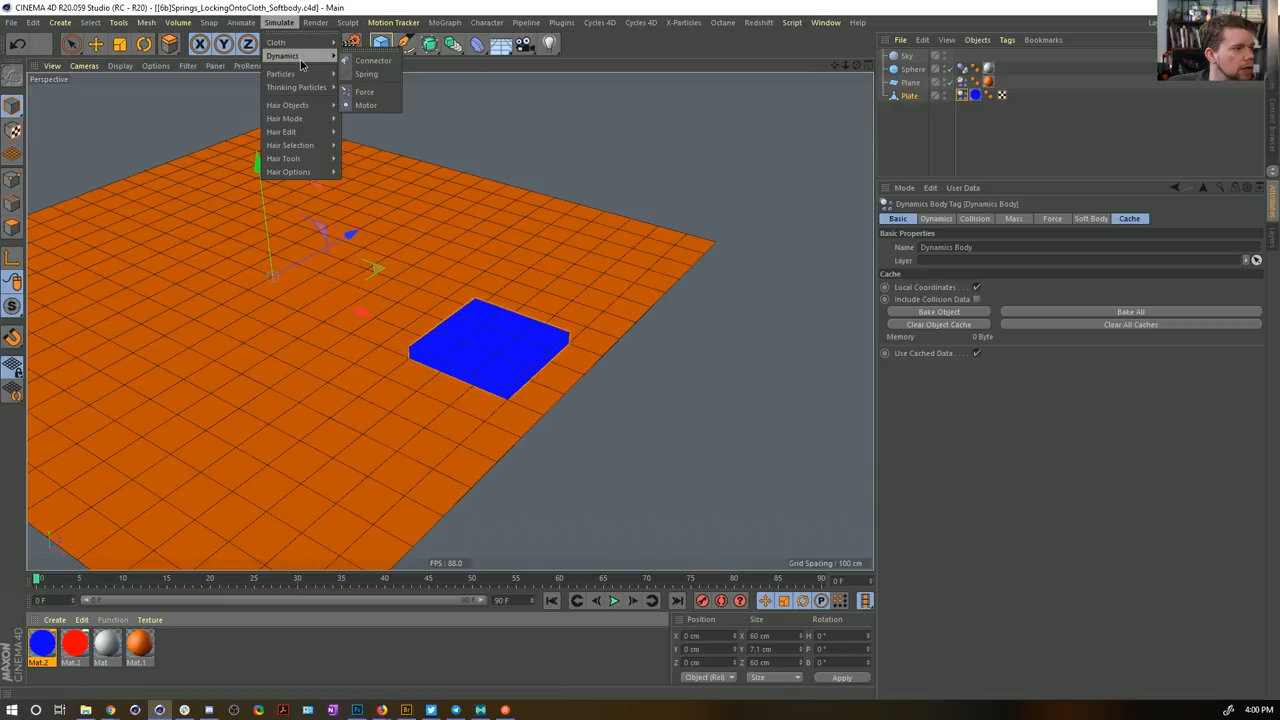 CINEMA 4D R20.059 Studio (RC - R20) - [[6b]Springs_LockingOntoCloth_Softbody.c4d] - Main
File Edit Create Select Tools Mesh Volume Snap Animate Simulate Render Sculpt Motion Tracker MoGraph Character Pipeline Plugins Cycles 4D X-Particles Octane Redshift Script Window Help
View Cameras Display Options Filter Panel ProRen
Perspective
Cloth
Dynamics
Particles
Thinking Particles
Hair Objects
Hair Mode
Hair Edit
Hair Selection
Hair Tools
Hair Options
Connector
Spring
Force
Motor
File Edit View Objects Tags Bookmarks
Sky
Sphere
Plane
Plate
Mode Edit User Data
Dynamics Body Tag [Dynamics Body]
Basic Dynamics Collision Mass Force Soft Body Cache
Basic Properties
Name Dynamics Body
Layer
Cache
Local Coordinates . . . .
Include Collision Data
Bake Object Bake All
Clear Object Cache Clear All Caches
Memory 0 Byte
Use Cached Data . . . .
Attributes
Layers
FPS : 88.0
Grid Spacing : 100 cm
0 5 10 15 20 25 30 35 40 45 50 55 60 65 70 75 80 85 90 0 F
0 F 0 F 90 F 90 F
Create Edit Function Texture
Mat.2 Mat.2 Mat Mat.1
Position Size Rotation
X 0 cm X 60 cm H 0 °
Y 0 cm Y 7.1 cm P 0 °
Z 0 cm Z 60 cm B 0 °
Object (Rel) Size Apply
MAXON CINEMA 4D
4:00 PM